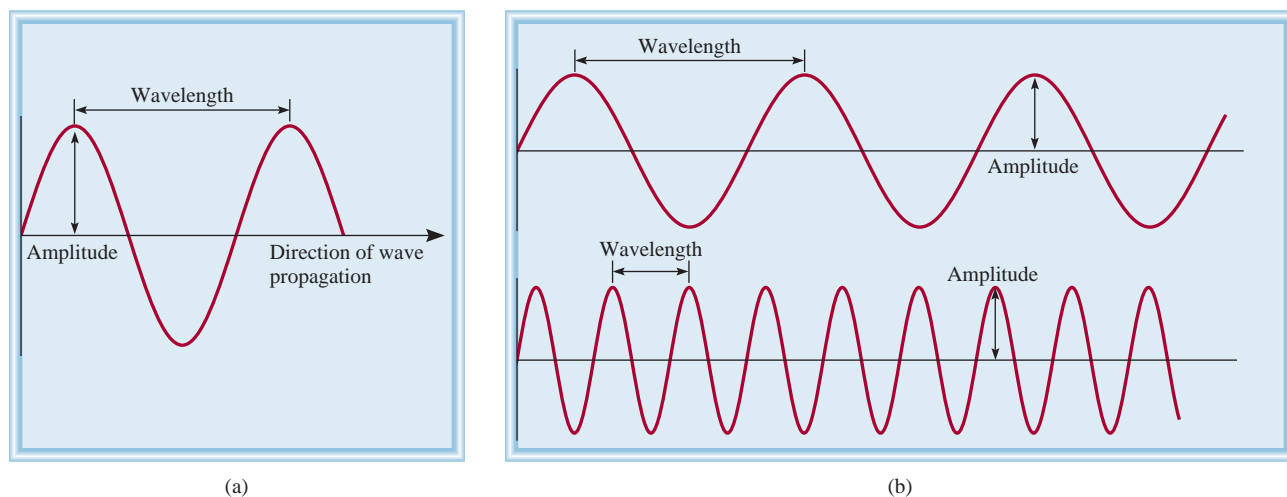 Wavelength
Amplitude
Direction of wave
propagation
(a)
Wavelength
Amplitude
Wavelength
Amplitude
(b)